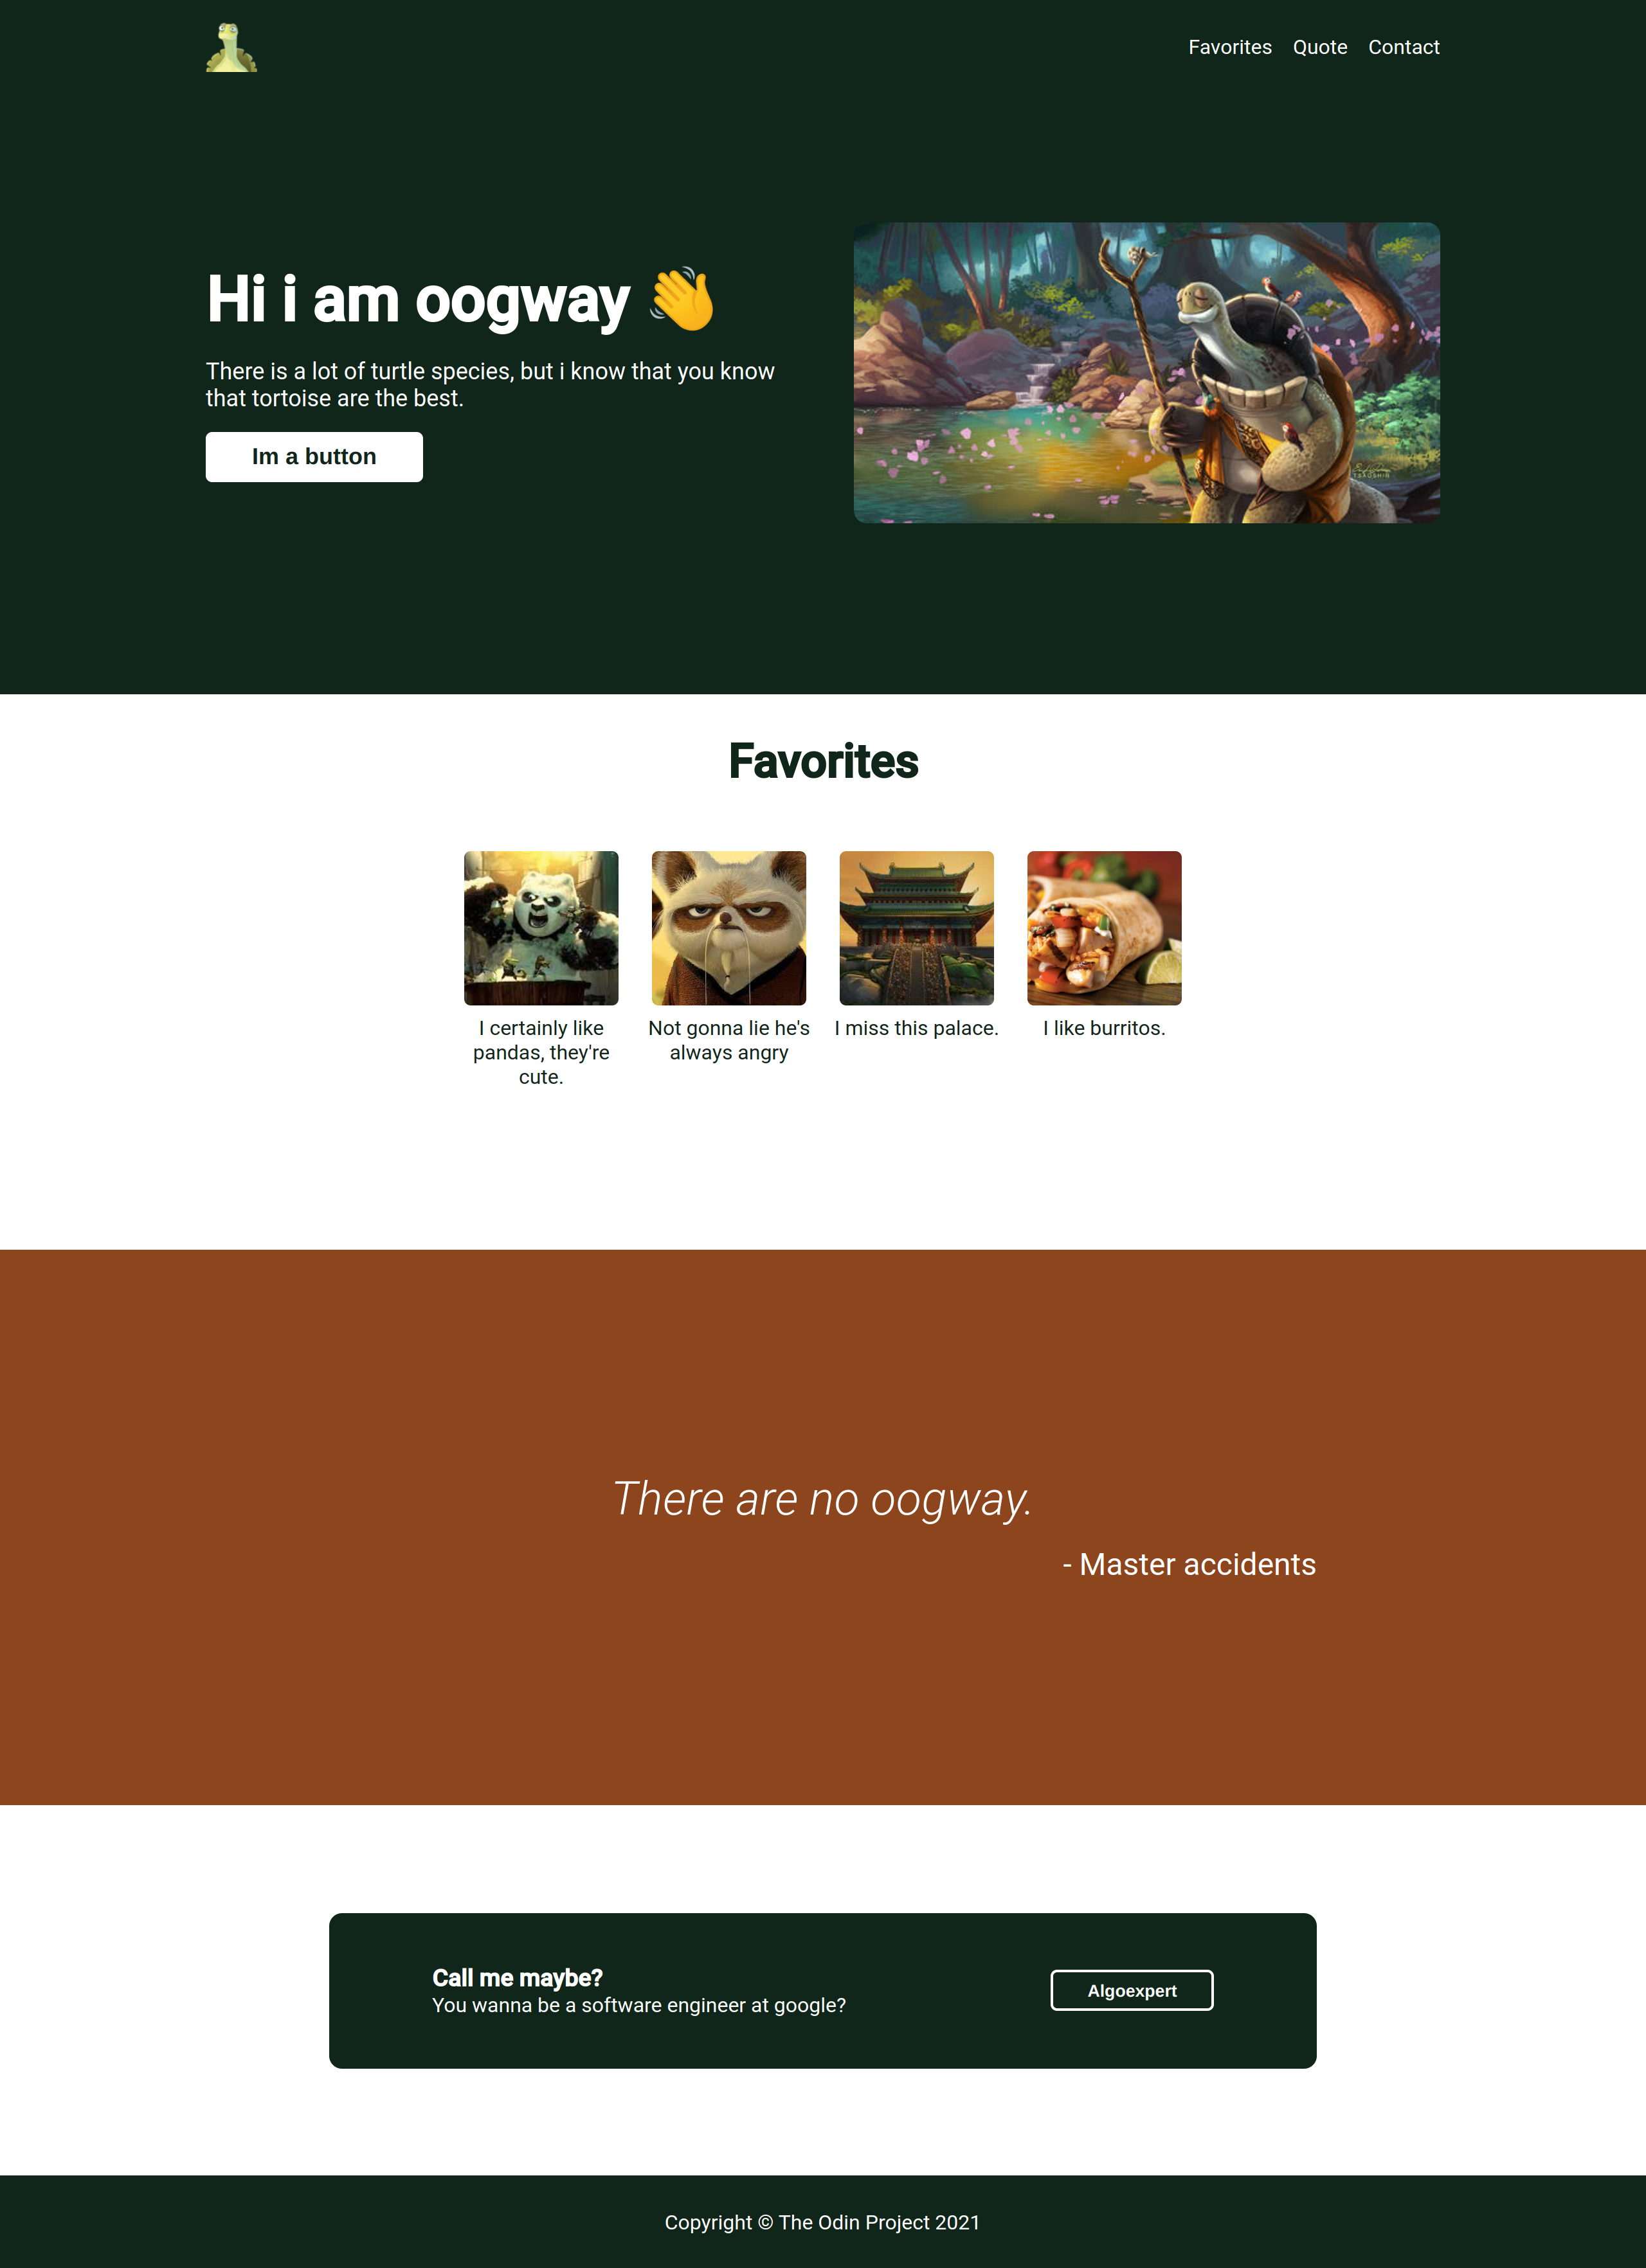 Favorites Quote Contact
Hi i am oogway 👋
There is a lot of turtle species, but i know that you know
that tortoise are the best.
Im a button
Favorites
I certainly like
pandas, they're
cute.
Not gonna lie he's
always angry
I miss this palace.
I like burritos.
There are no oogway.
- Master accidents
Call me maybe?
You wanna be a software engineer at google?
Algoexpert
Copyright © The Odin Project 2021